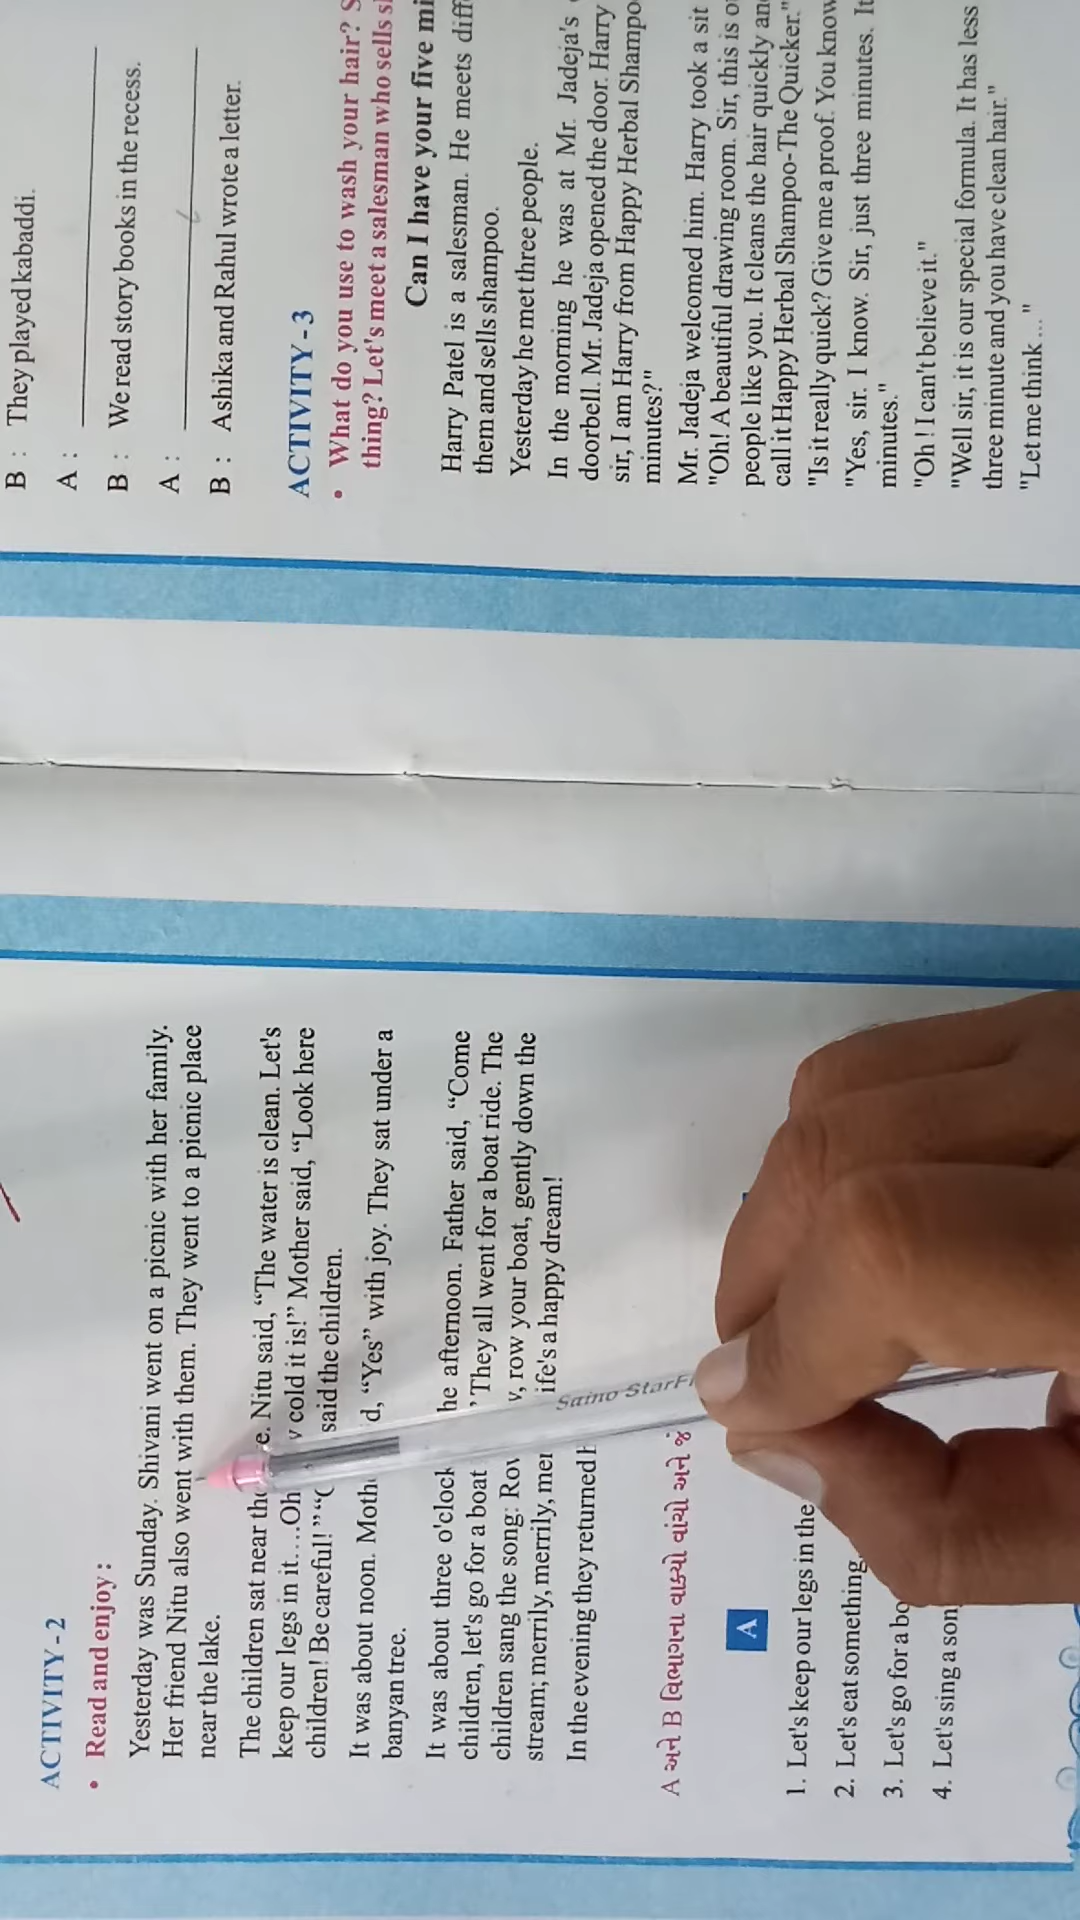 ACTIVITY - 2
• Read and enjoy :
Yesterday was Sunday. Shivani went on a picnic with her family.
Her friend Nitu also went with them. They went to a picnic place
near the lake.
The children sat near the e. Nitu said, “The water is clean. Let's
keep our legs in it....Oh cold it is!” Mother said, “Look here
children! Be careful!” said the children.
It was about noon. Moth d, “Yes” with joy. They sat under a
banyan tree.
It was about three o'clock he afternoon. Father said, “Come
children, let's go for a boat They all went for a boat ride. The
children sang the song: Row row your boat, gently down the
stream; merrily, merrily, ife's a happy dream!
In the evening they returned
A અને B વિભાગના વાક્યો વાંચો અને
A
1. Let's keep our legs in the
2. Let's eat something
3. Let's go for a
4. Let's sing a
Saino
B : They played kabaddi.
A :
B : We read story books in the recess.
A :
B : Ashika and Rahul wrote a letter.
ACTIVITY - 3
• What do you use to wash your hair?
thing? Let's meet a salesman who sells
Can I have your five
Harry Patel is a salesman. He meets
them and sells shampoo.
Yesterday he met three people.
In the morning he was at Mr. Jadeja's
doorbell. Mr. Jadeja opened the door. Harry
sir, I am Harry from Happy Herbal
minutes?"
Mr. Jadeja welcomed him. Harry took a sit
"Oh! A beautiful drawing room. Sir, this is
people like you. It cleans the hair quickly
call it Happy Herbal Shampoo-The Quicker."
"Is it really quick? Give me a proof. You know
"Yes, sir. I know. Sir, just three minutes.
minutes."
"Oh! I can't believe it."
"Well sir, it is our special formula. It has less
three minute and you have clean hair."
"Let me think ... "